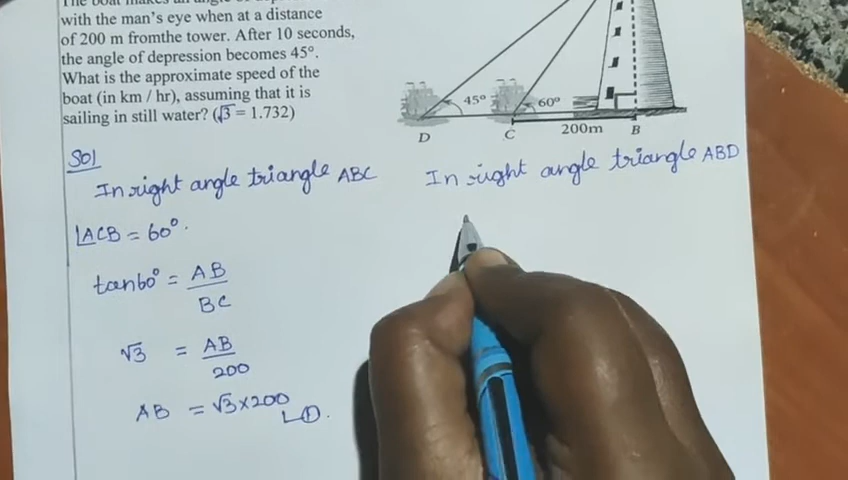 with the man's eye when at a distance
of 200 m fromthe tower. After 10 seconds,
the angle of depression becomes 45°.
What is the approximate speed of the
boat (in km / hr), assuming that it is
sailing in still water? (√3 = 1.732)
45°
60°
D
C
200m
B
Sol
In right angle triangle ABC
∠ACB = 60°.
tan60° = AB/BC
√3 = AB/200
AB = √3×200
①.
In right angle triangle ABD